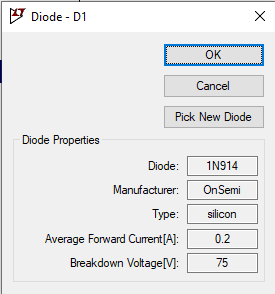 Diode - D1
OK
Cancel
Pick New Diode
Diode Properties
Diode: 1N914
Manufacturer: OnSemi
Type: silicon
Average Forward Current[A]: 0.2
Breakdown Voltage[V]: 75